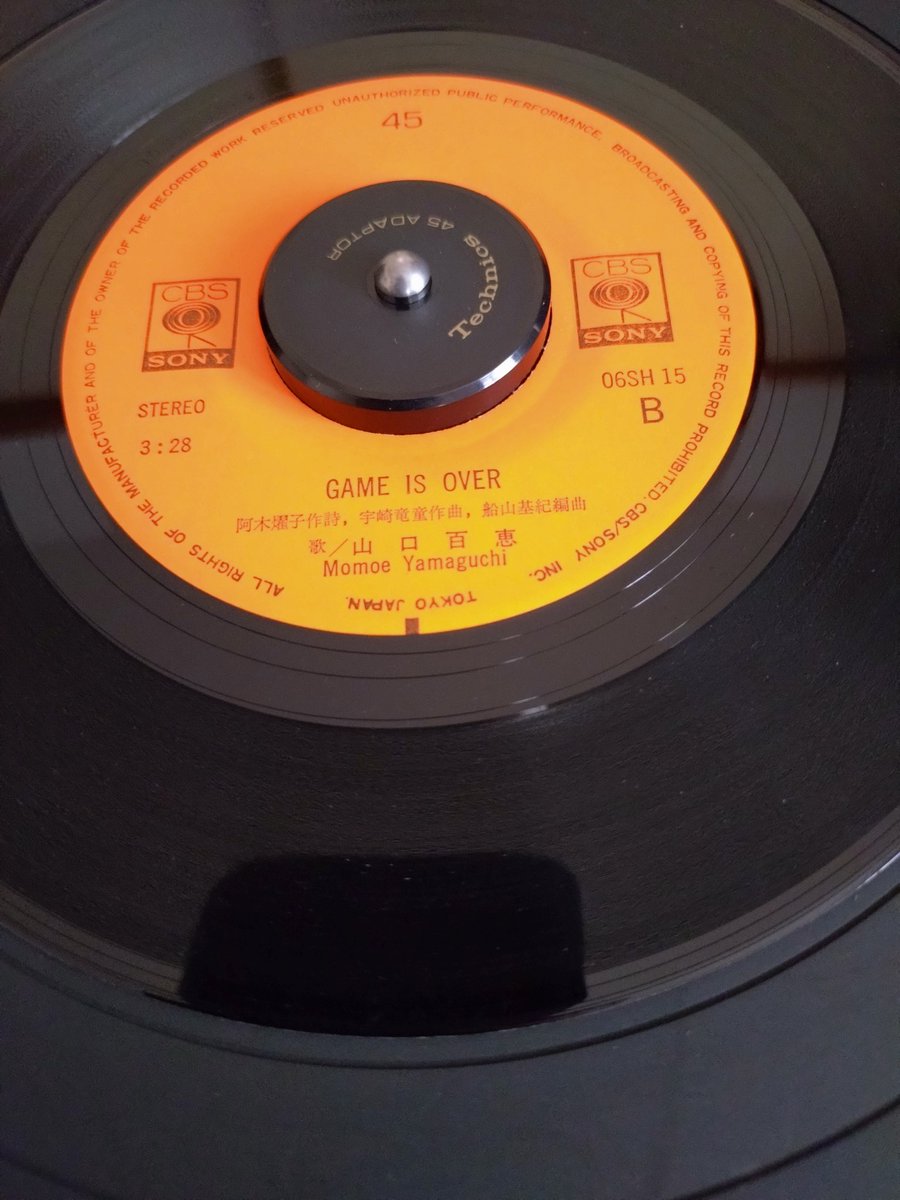 45
Technics
45 ADAPTOR
CBS
SONY
CBS
SONY
STEREO
3:28
06SH 15
B
GAME IS OVER
阿木燿子作詩, 宇崎竜童作曲, 船山基紀編曲
歌／山口百恵
Momoe Yamaguchi
ALL RIGHTS OF THE MANUFACTURER AND OF THE OWNER OF THE RECORDED WORK RESERVED UNAUTHORIZED PUBLIC PERFORMANCE, BROADCASTING AND COPYING OF THIS RECORD PROHIBITED. CBS/SONY INC.
TOKYO JAPAN.